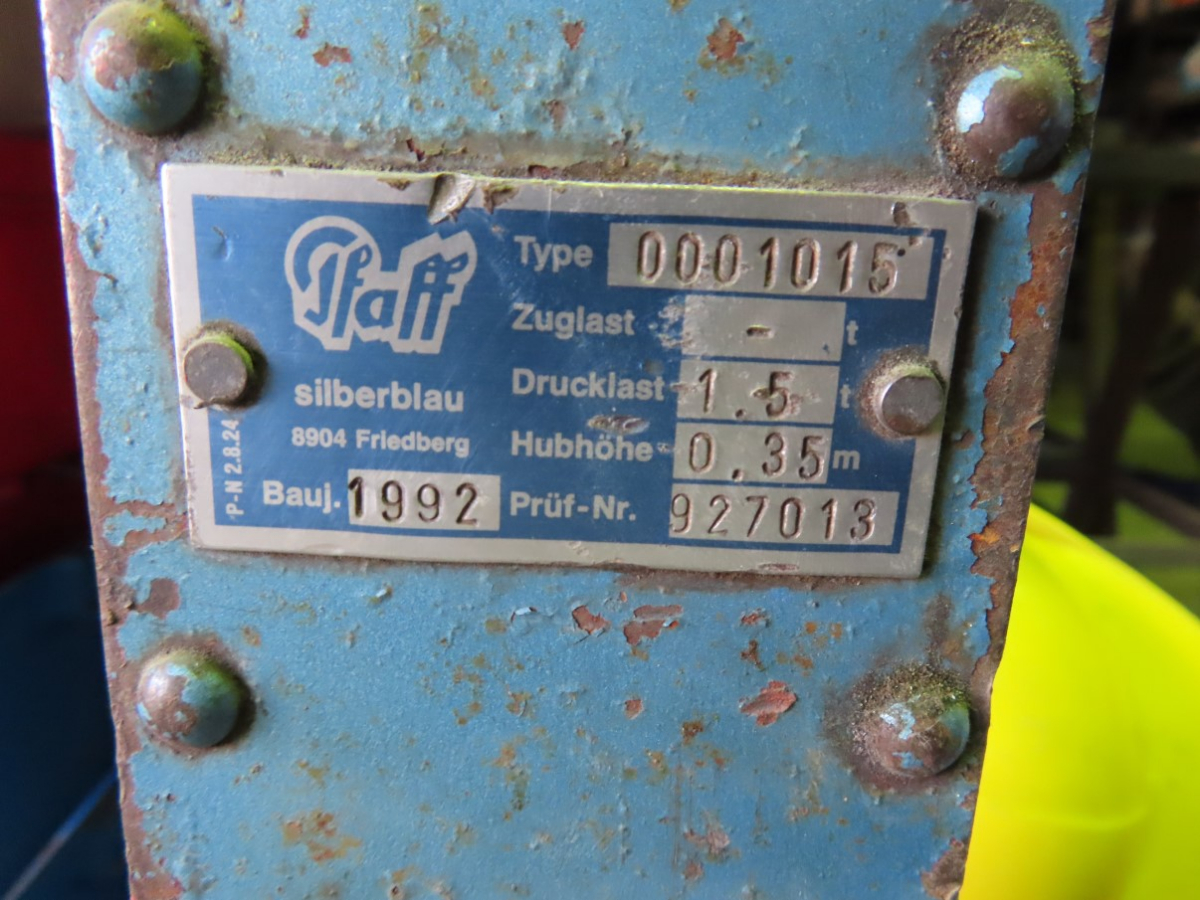 Pfaff
silberblau
8904 Friedberg
Bauj. 1992
P-N 2.8.24
Type 0001015
Zuglast - t
Drucklast 1.5 t
Hubhöhe 0.35 m
Prüf-Nr. 927013